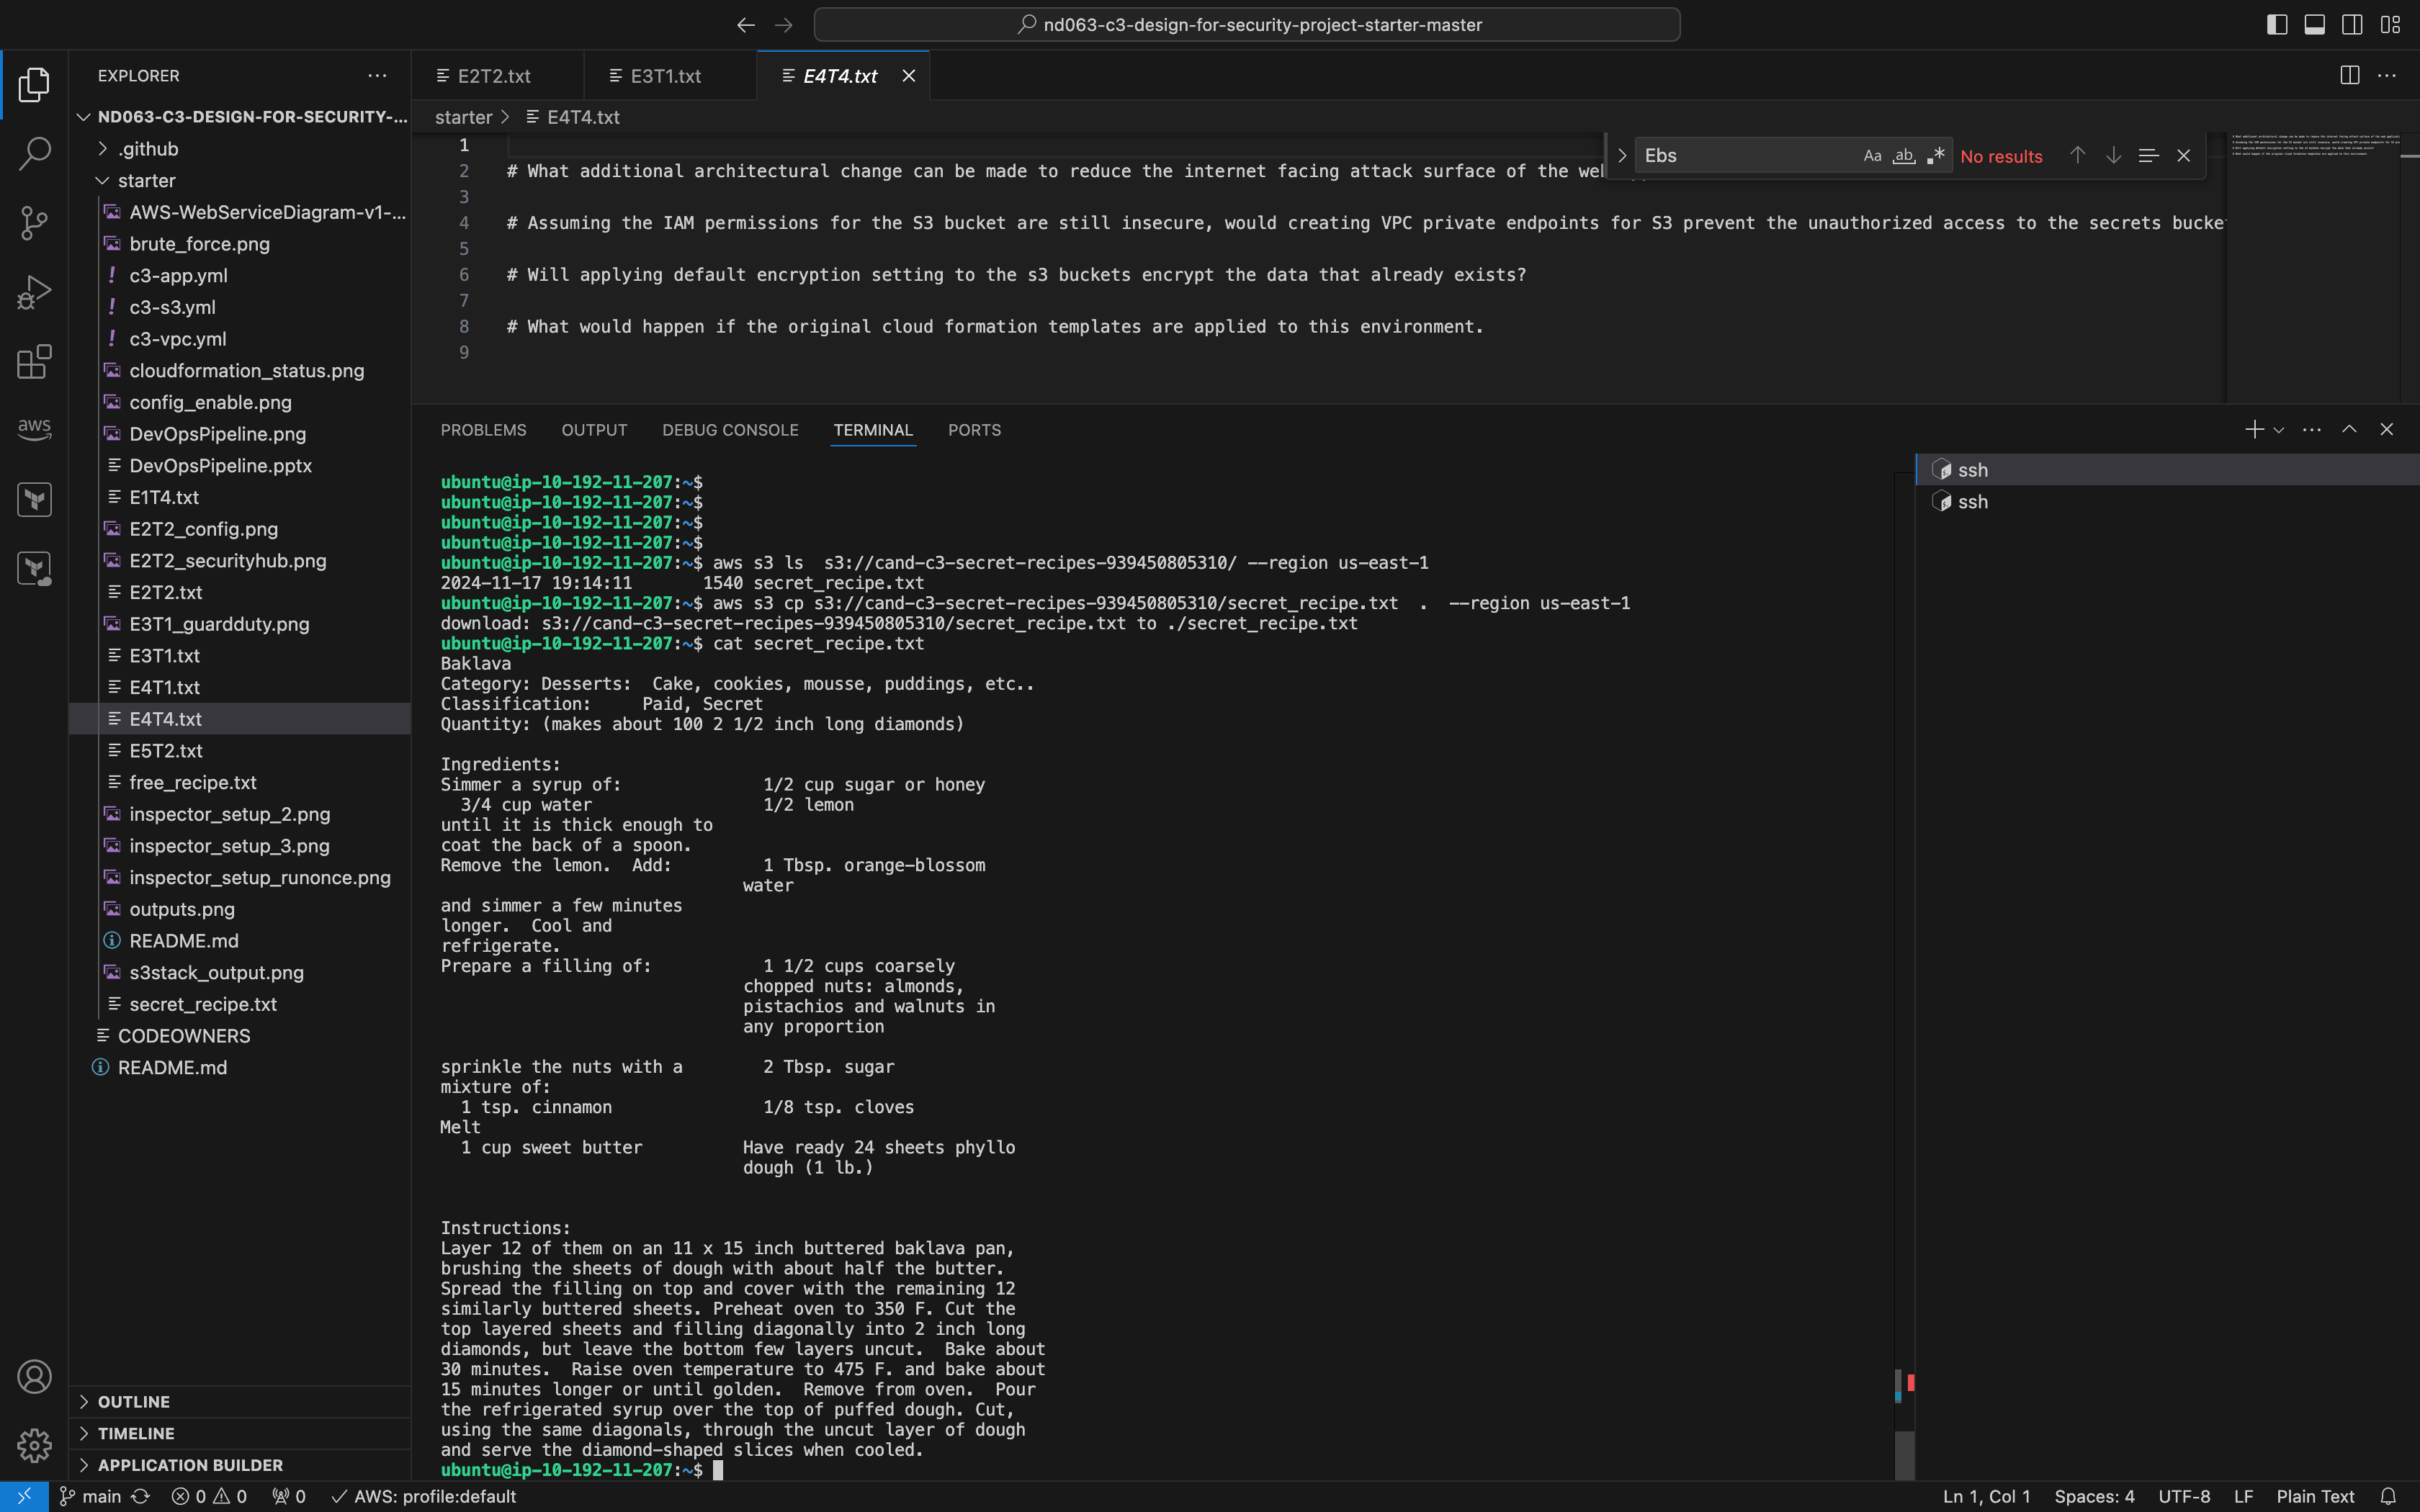 nd063-c3-design-for-security-project-starter-master
EXPLORER
ND063-C3-DESIGN-FOR-SECURITY-...
.github
starter
AWS-WebServiceDiagram-v1-...
brute_force.png
c3-app.yml
c3-s3.yml
c3-vpc.yml
cloudformation_status.png
config_enable.png
DevOpsPipeline.png
DevOpsPipeline.pptx
E1T4.txt
E2T2_config.png
E2T2_securityhub.png
E2T2.txt
E3T1_guardduty.png
E3T1.txt
E4T1.txt
E4T4.txt
E5T2.txt
free_recipe.txt
inspector_setup_2.png
inspector_setup_3.png
inspector_setup_runonce.png
outputs.png
README.md
s3stack_output.png
secret_recipe.txt
CODEOWNERS
README.md
OUTLINE
TIMELINE
APPLICATION BUILDER
aws
E2T2.txt E3T1.txt E4T4.txt
starter > E4T4.txt
Ebs Aa ab .* No results
1
2 # What additional architectural change can be made to reduce the internet facing attack surface of the we
3
4 # Assuming the IAM permissions for the S3 bucket are still insecure, would creating VPC private endpoints for S3 prevent the unauthorized access to the secrets bucke
5
6 # Will applying default encryption setting to the s3 buckets encrypt the data that already exists?
7
8 # What would happen if the original cloud formation templates are applied to this environment.
9
PROBLEMS OUTPUT DEBUG CONSOLE TERMINAL PORTS
ssh
ssh
ubuntu@ip-10-192-11-207:~$
ubuntu@ip-10-192-11-207:~$
ubuntu@ip-10-192-11-207:~$
ubuntu@ip-10-192-11-207:~$
ubuntu@ip-10-192-11-207:~$ aws s3 ls  s3://cand-c3-secret-recipes-939450805310/ --region us-east-1
2024-11-17 19:14:11       1540 secret_recipe.txt
ubuntu@ip-10-192-11-207:~$ aws s3 cp s3://cand-c3-secret-recipes-939450805310/secret_recipe.txt  .  --region us-east-1
download: s3://cand-c3-secret-recipes-939450805310/secret_recipe.txt to ./secret_recipe.txt
ubuntu@ip-10-192-11-207:~$ cat secret_recipe.txt
Baklava
Category: Desserts:  Cake, cookies, mousse, puddings, etc..
Classification:     Paid, Secret
Quantity: (makes about 100 2 1/2 inch long diamonds)
Ingredients:
Simmer a syrup of:              1/2 cup sugar or honey
  3/4 cup water                 1/2 lemon
until it is thick enough to
coat the back of a spoon.
Remove the lemon.  Add:         1 Tbsp. orange-blossom
                              water
and simmer a few minutes
longer.  Cool and
refrigerate.
Prepare a filling of:           1 1/2 cups coarsely
                              chopped nuts: almonds,
                              pistachios and walnuts in
                              any proportion
sprinkle the nuts with a        2 Tbsp. sugar
mixture of:
  1 tsp. cinnamon               1/8 tsp. cloves
Melt
  1 cup sweet butter          Have ready 24 sheets phyllo
                              dough (1 lb.)
Instructions:
Layer 12 of them on an 11 x 15 inch buttered baklava pan,
brushing the sheets of dough with about half the butter.
Spread the filling on top and cover with the remaining 12
similarly buttered sheets. Preheat oven to 350 F. Cut the
top layered sheets and filling diagonally into 2 inch long
diamonds, but leave the bottom few layers uncut.  Bake about
30 minutes.  Raise oven temperature to 475 F. and bake about
15 minutes longer or until golden.  Remove from oven.  Pour
the refrigerated syrup over the top of puffed dough. Cut,
using the same diagonals, through the uncut layer of dough
and serve the diamond-shaped slices when cooled.
ubuntu@ip-10-192-11-207:~$
main 0 0 0 AWS: profile:default Ln 1, Col 1 Spaces: 4 UTF-8 LF Plain Text